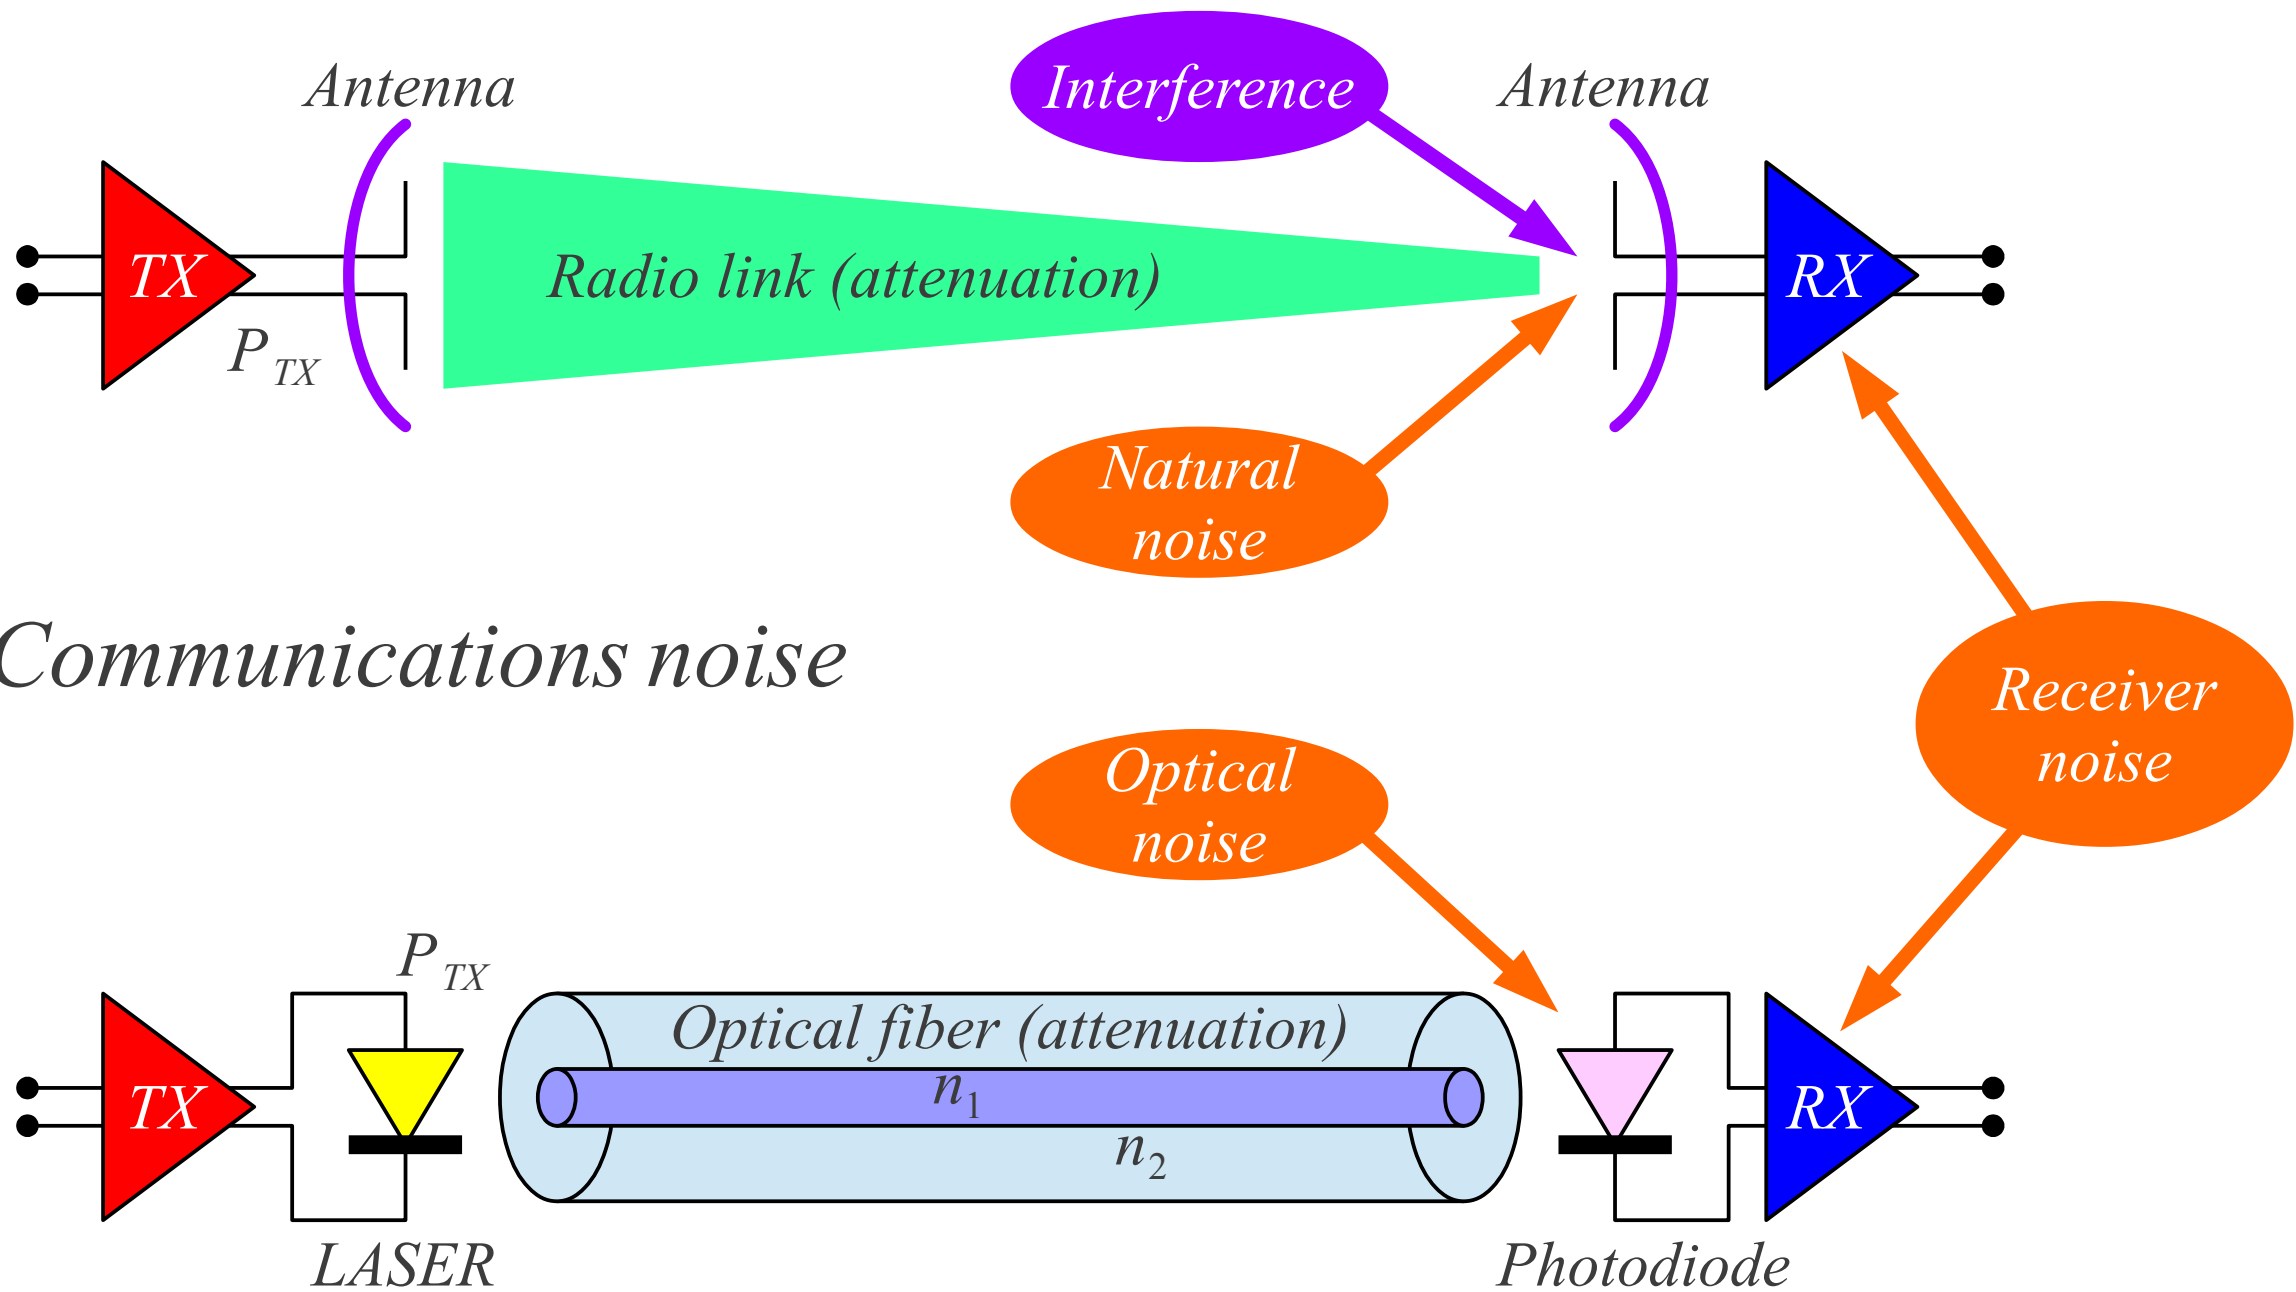 Antenna
Interference
Antenna
TX
Radio link (attenuation)
RX
P TX
Natural
noise
Communications noise
Receiver
noise
Optical
noise
P TX
Optical fiber (attenuation)
n1
TX
RX
n2
LASER
Photodiode